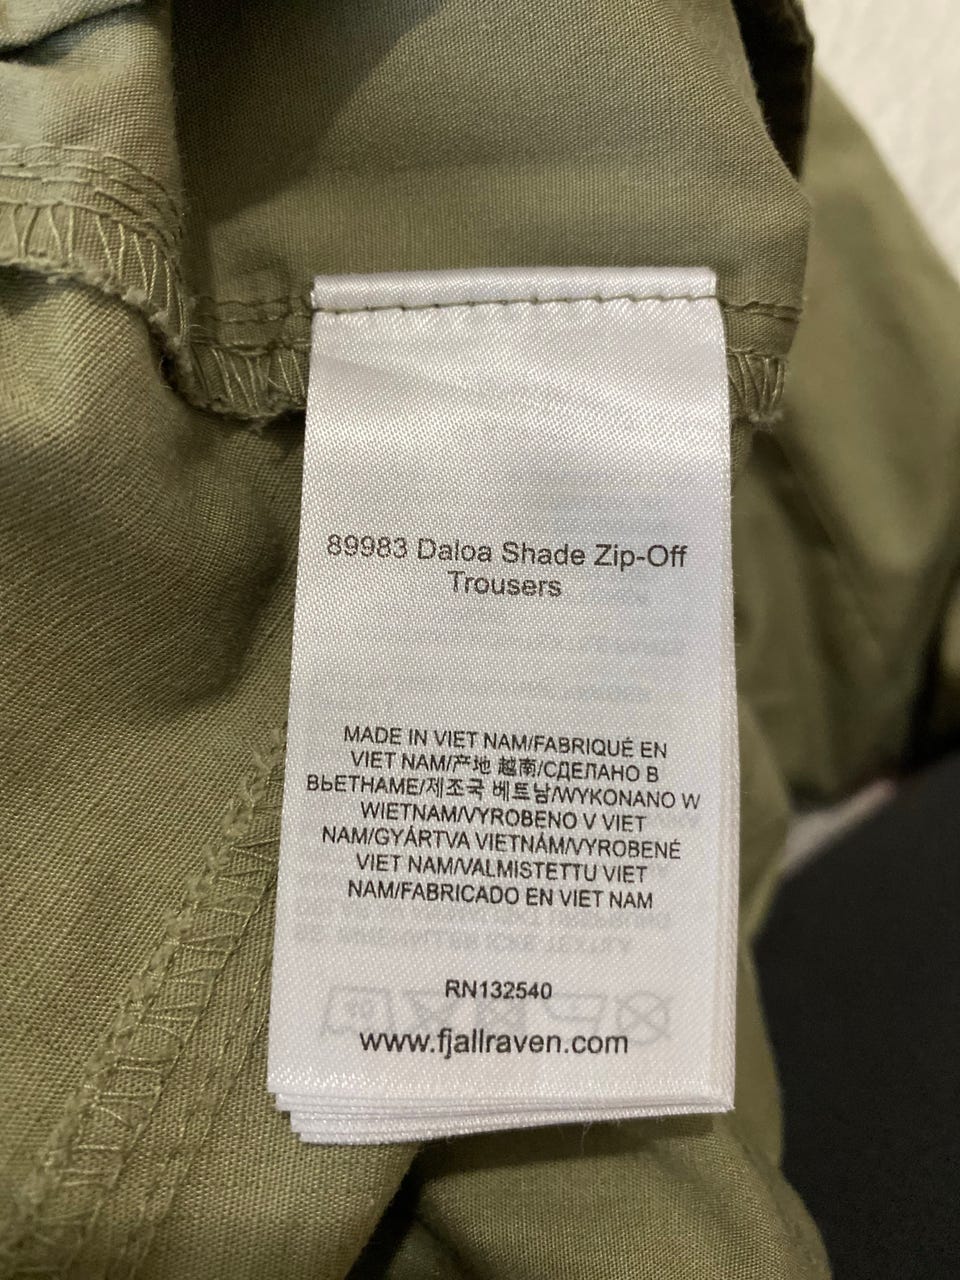 89983 Daloa Shade Zip-Off
Trousers
MADE IN VIET NAM/FABRIQUÉ EN
VIET NAM/产地 越南/СДЕЛАНО В
ВЬЕТНАМЕ/제조국 베트남/WYKONANO W
WIETNAM/VYROBENO V VIET
NAM/GYÁRTVA VIETNÁM/VYROBENÉ
VIET NAM/VALMISTETTU VIET
NAM/FABRICADO EN VIET NAM
RN132540
www.fjallraven.com